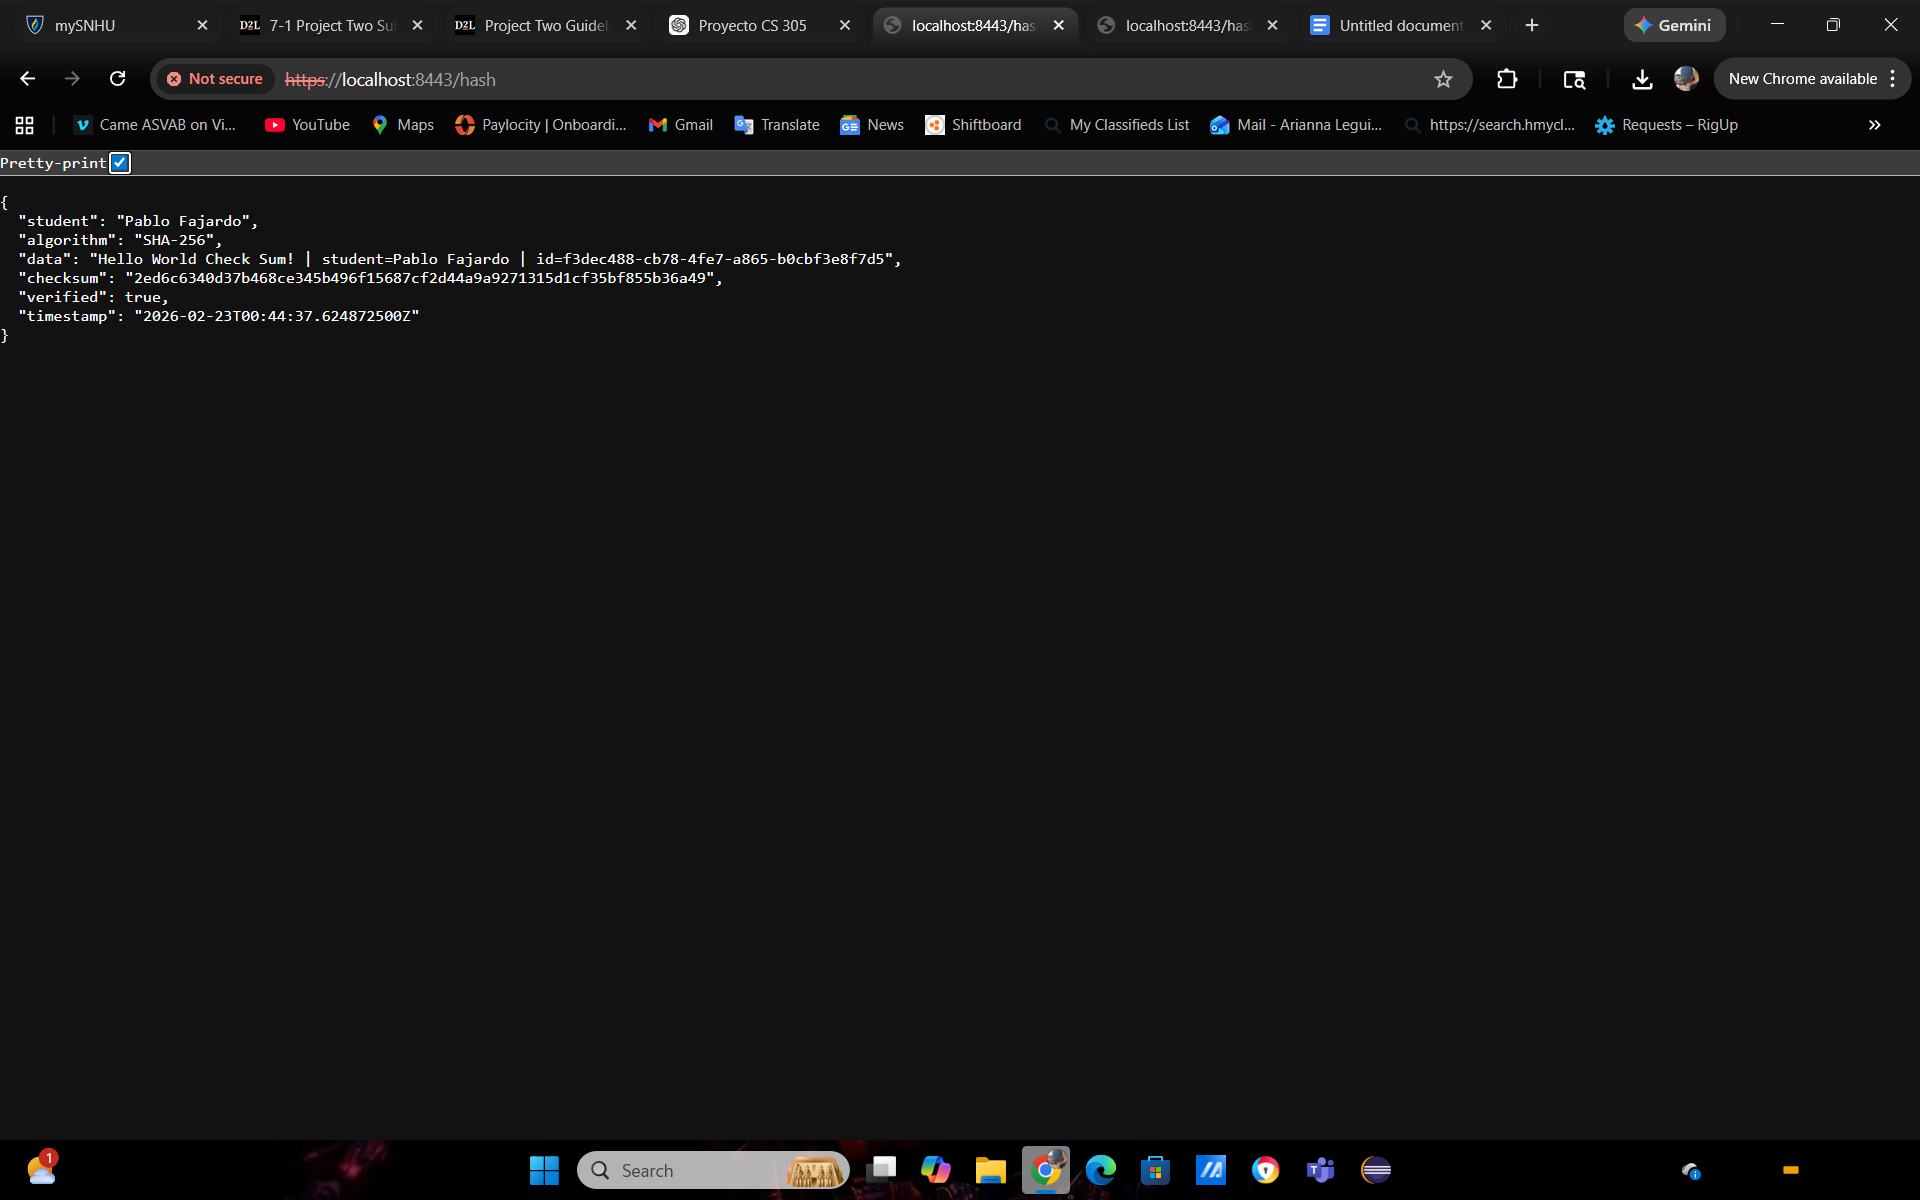 mySNHU
D2L 7-1 Project Two Su
D2L Project Two Guidel
Proyecto CS 305
localhost:8443/has
localhost:8443/has
Untitled document
Gemini
Not secure https://localhost:8443/hash
New Chrome available
Came ASVAB on Vi...
YouTube
Maps
Paylocity | Onboardi...
Gmail
Translate
News
Shiftboard
My Classifieds List
Mail - Arianna Legui...
https://search.hmycl...
Requests – RigUp
Pretty-print
{
"student": "Pablo Fajardo",
"algorithm": "SHA-256",
"data": "Hello World Check Sum! | student=Pablo Fajardo | id=f3dec488-cb78-4fe7-a865-b0cbf3e8f7d5",
"checksum": "2ed6c6340d37b468ce345b496f15687cf2d44a9a9271315d1cf35bf855b36a49",
"verified": true,
"timestamp": "2026-02-23T00:44:37.624872500Z"
}
1
Search